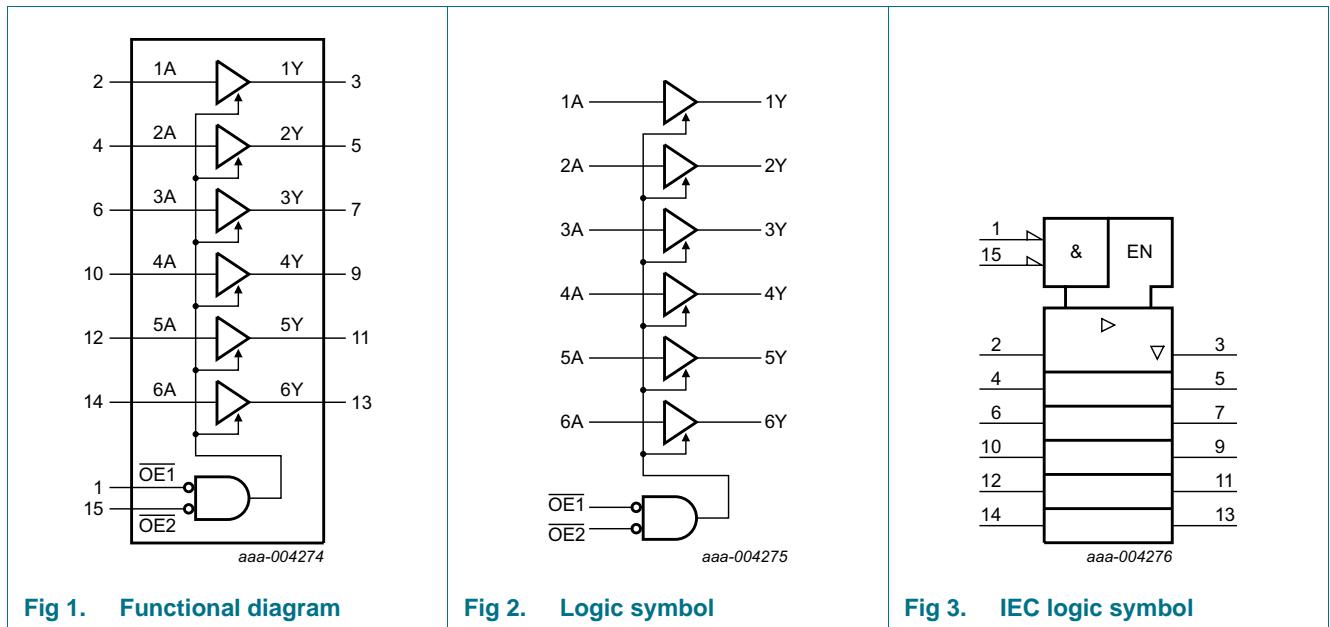 2 1A 1Y 3
4 2A 2Y 5
6 3A 3Y 7
10 4A 4Y 9
12 5A 5Y 11
14 6A 6Y 13
1 OE1
15 OE2
aaa-004274
Fig 1. Functional diagram
1A 1Y
2A 2Y
3A 3Y
4A 4Y
5A 5Y
6A 6Y
OE1
OE2
aaa-004275
Fig 2. Logic symbol
1
15
& EN
2 3
4 5
6 7
10 9
12 11
14 13
aaa-004276
Fig 3. IEC logic symbol